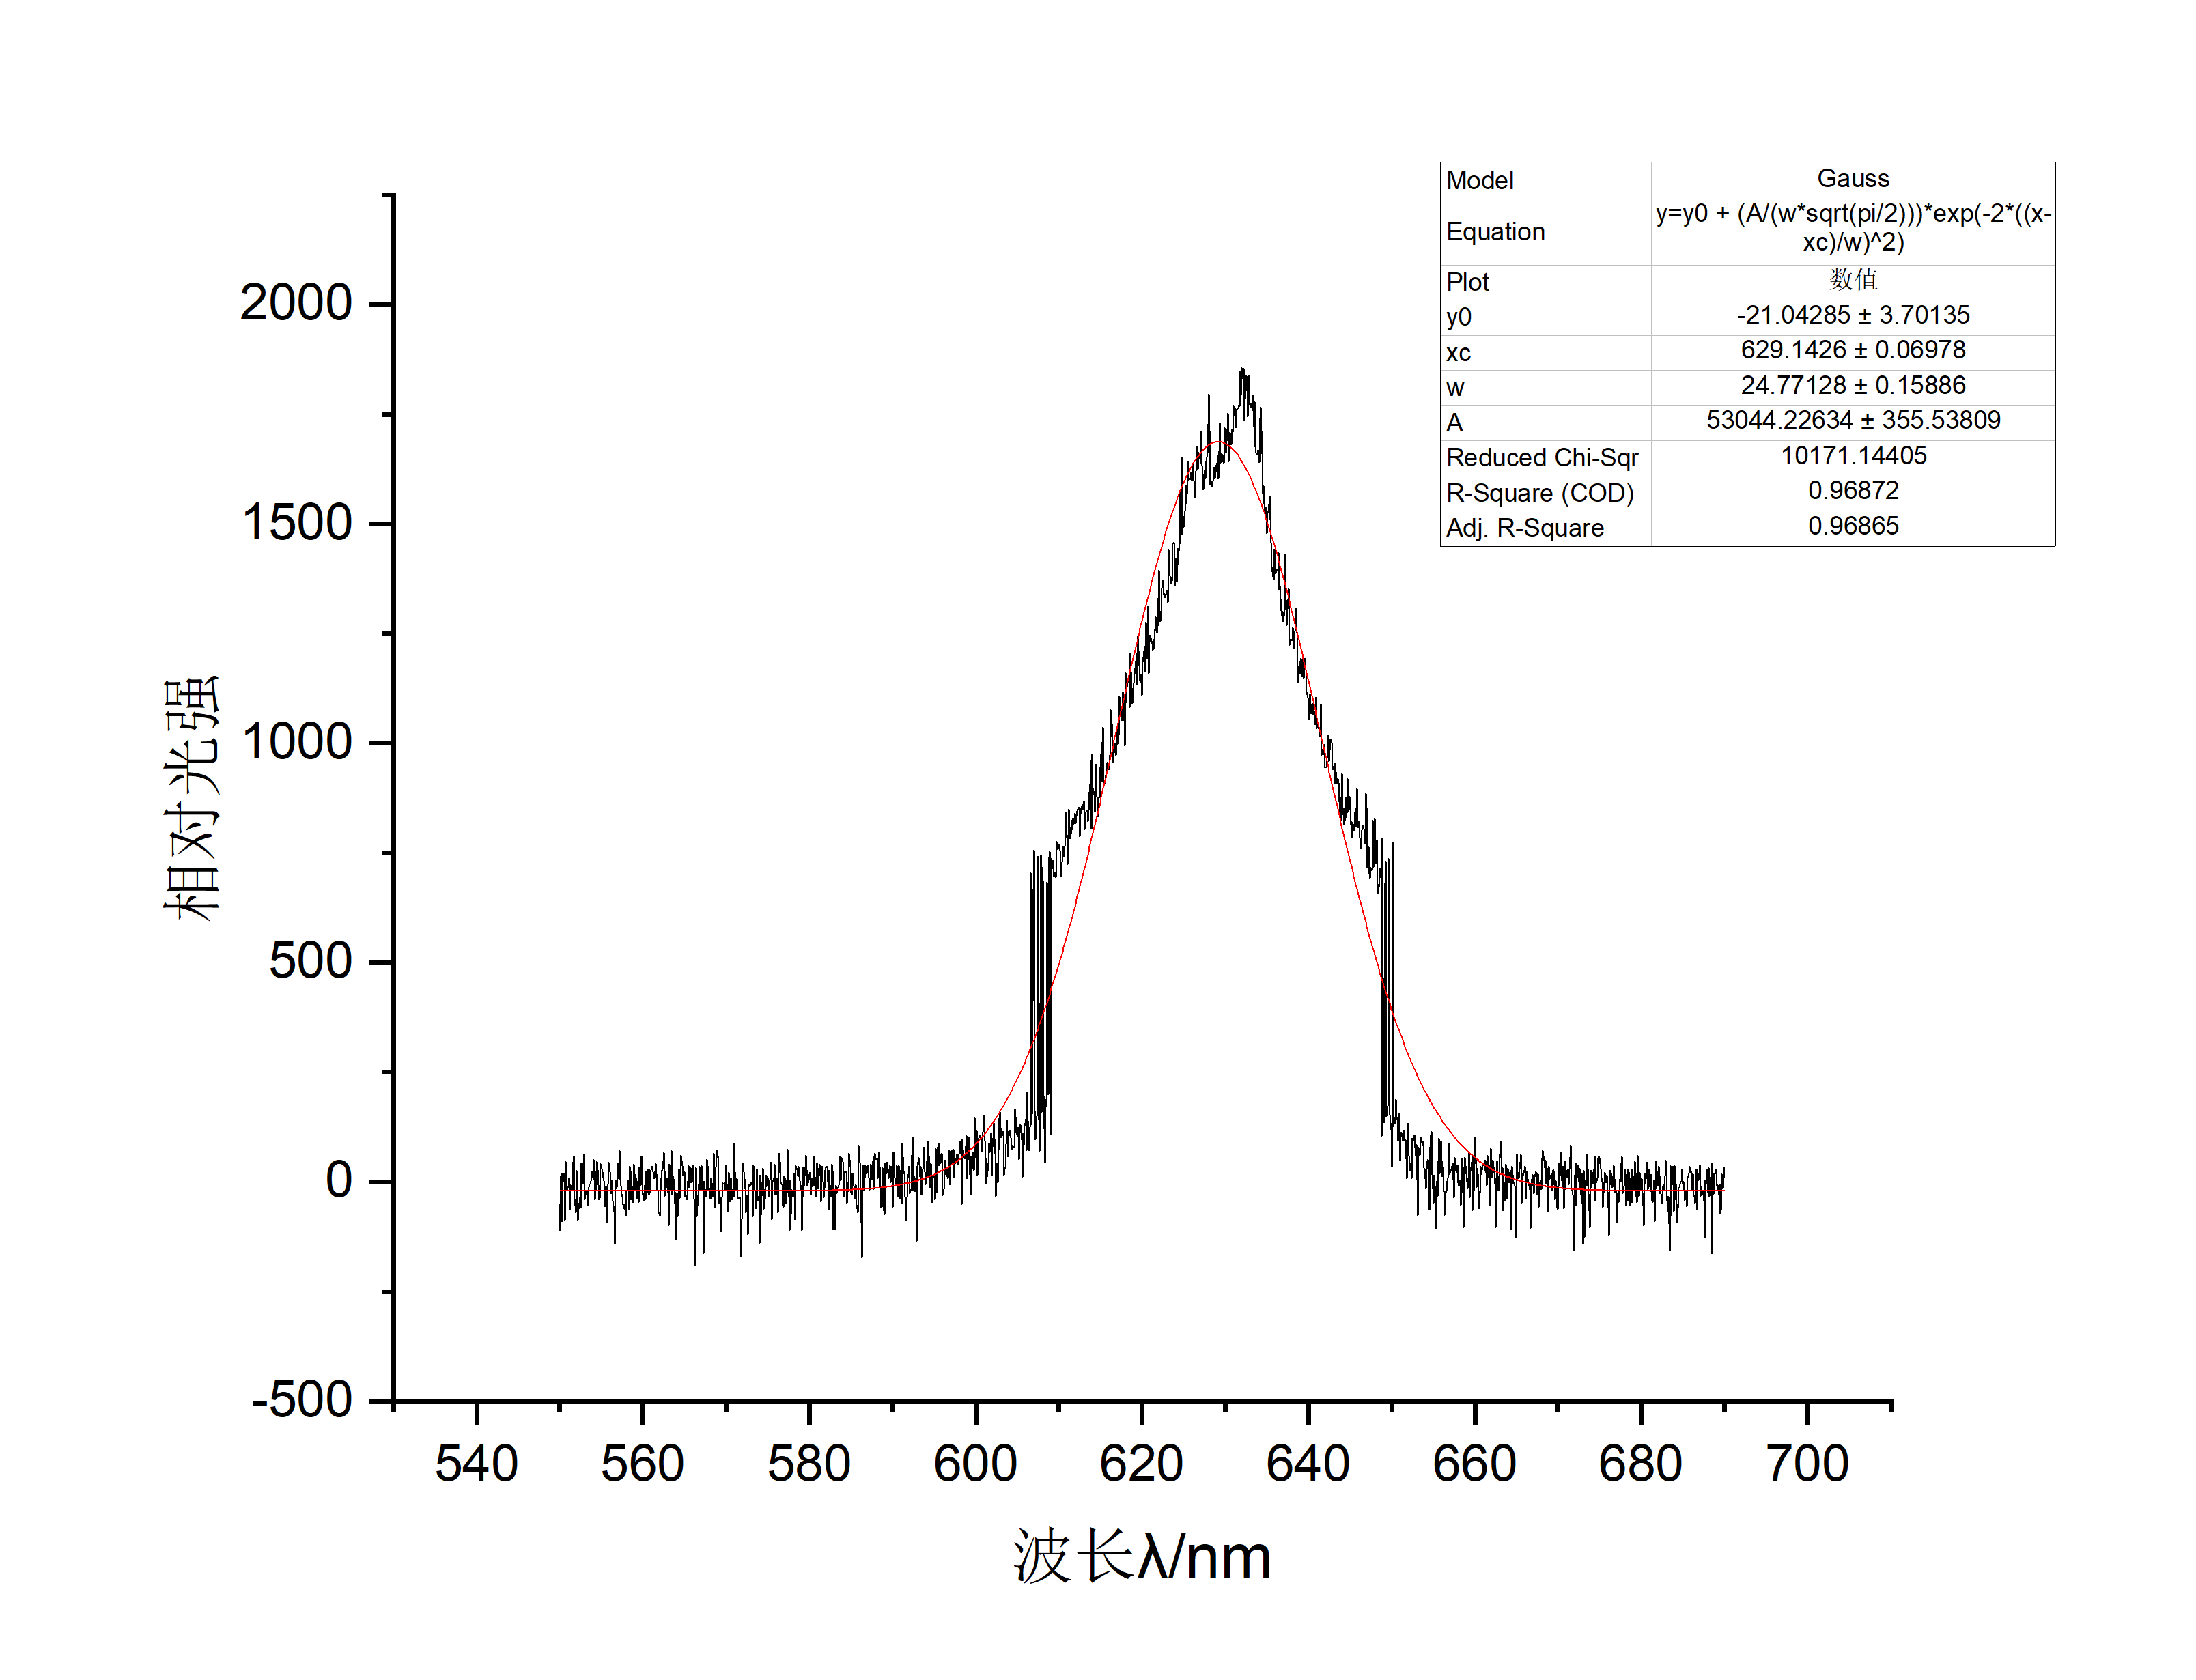 Model Gauss
Equation y=y0 + (A/(w*sqrt(pi/2)))*exp(-2*((x-
xc)/w)^2)
Plot 数值
y0 -21.04285 ± 3.70135
xc 629.1426 ± 0.06978
w 24.77128 ± 0.15886
A 53044.22634 ± 355.53809
Reduced Chi-Sqr 10171.14405
R-Square (COD) 0.96872
Adj. R-Square 0.96865
2000
1500
1000
500
0
-500
相对光强
540 560 580 600 620 640 660 680 700
波长λ/nm